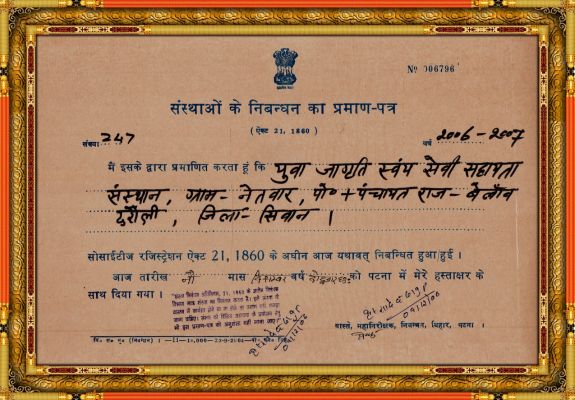 Nº 006796
संस्थाओं के निबन्धन का प्रमाण-पत्र
( ऐक्ट 21, 1860 )
संख्या 247 वर्ष 2006-2007
मैं इसके द्वारा प्रमाणित करता हूं कि युवा जागृति स्वंय सेवी सहायता
संस्थान, ग्राम- नेतवार, पो० + पंचायत राज- बेलांव
दुरौली, जिला- सिवान ।
सोसाईटीज रजिस्ट्रेशन ऐक्ट 21, 1860 के अधीन आज यथावत् निबन्धित हुआ/हुई ।
आज तारीख नौ मास वर्ष को पटना में मेरे हस्ताक्षर के
साथ दिया गया ।
वास्ते, महानिरीक्षक, निबन्धन, बिहार, पटना ।